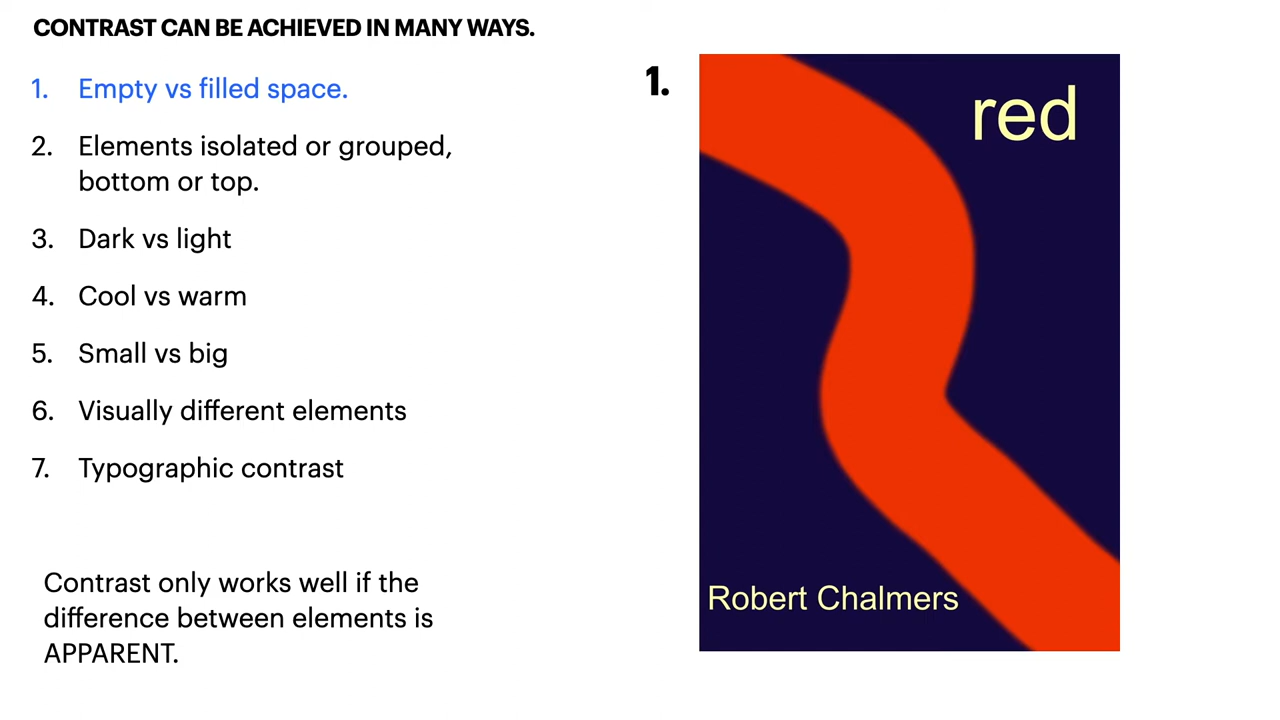 CONTRAST CAN BE ACHIEVED IN MANY WAYS.
1. Empty vs filled space.
2. Elements isolated or grouped,
bottom or top.
3. Dark vs light
4. Cool vs warm
5. Small vs big
6. Visually different elements
7. Typographic contrast
Contrast only works well if the
difference between elements is
APPARENT.
1.
red
Robert Chalmers